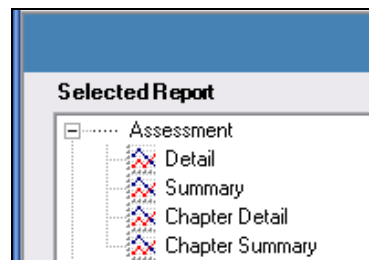 Selected Report
Assessment
Detail
Summary
Chapter Detail
Chapter Summary